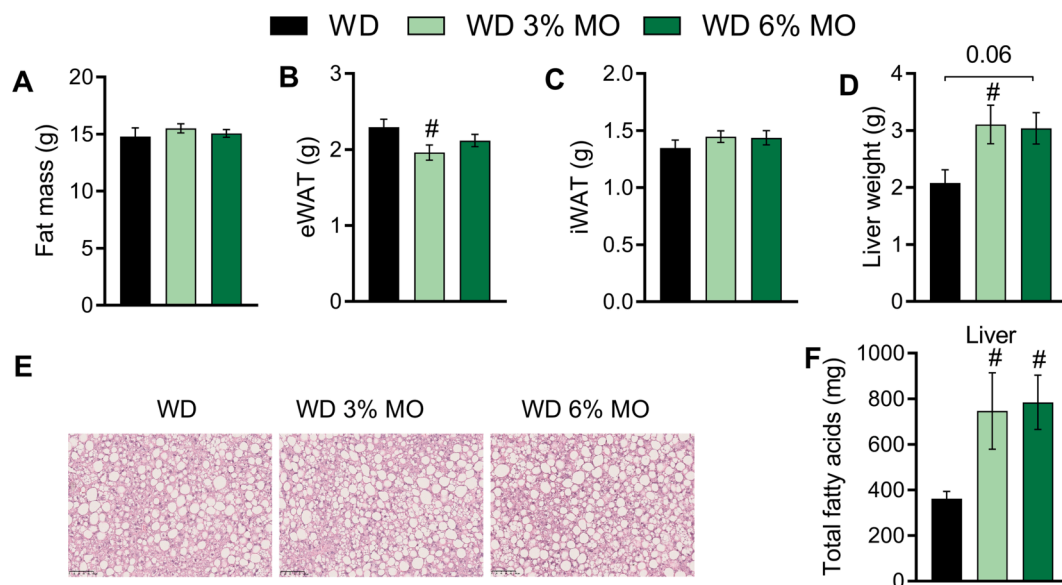 WD WD 3% MO WD 6% MO
A
Fat mass (g)
20
15
10
5
0
B
eWAT (g)
3
2
1
0
#
C
iWAT (g)
2.0
1.5
1.0
0.5
0.0
D
Liver weight (g)
4
3
2
1
0
0.06
#
E
WD WD 3% MO WD 6% MO
F
Liver
Total fatty acids (mg)
1000
800
600
400
200
0
# #